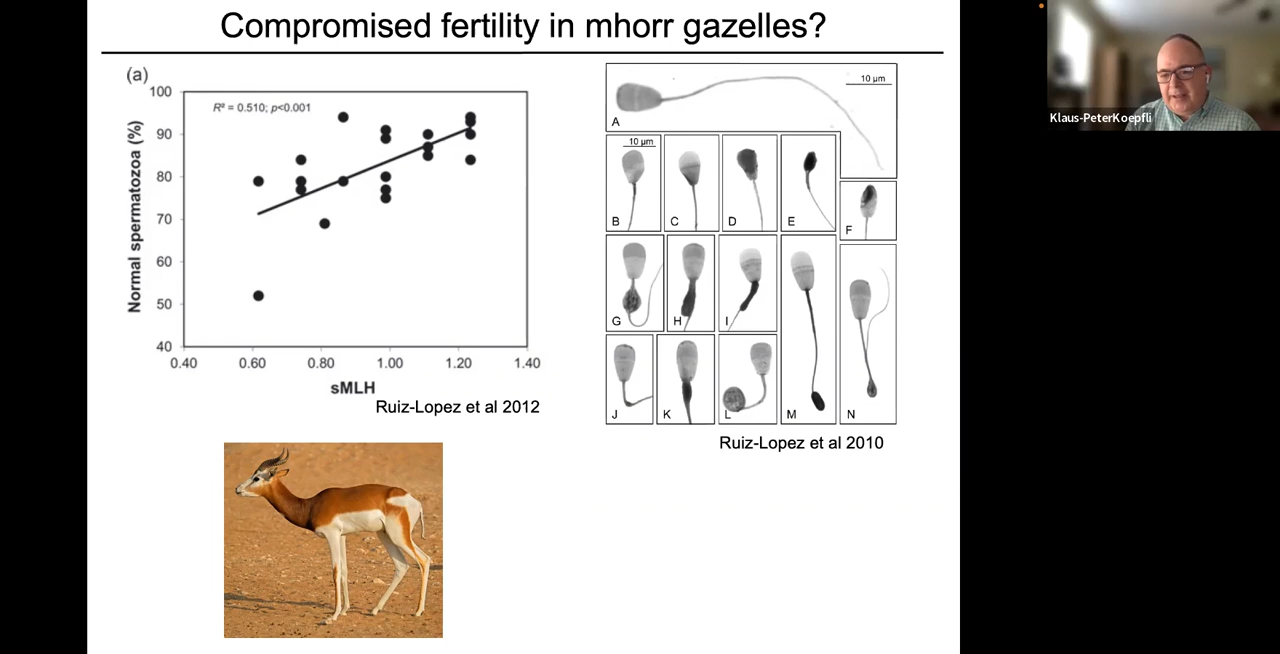 Compromised fertility in mhorr gazelles?
(a)
R² = 0.510; p<0.001
Normal spermatozoa (%)
100
90
80
70
60
50
40
0.40 0.60 0.80 1.00 1.20 1.40
sMLH
Ruiz-Lopez et al 2012
10 µm
A
10 µm
B C D E
F
G H I
J K L M N
Ruiz-Lopez et al 2010
Klaus-PeterKoepfli